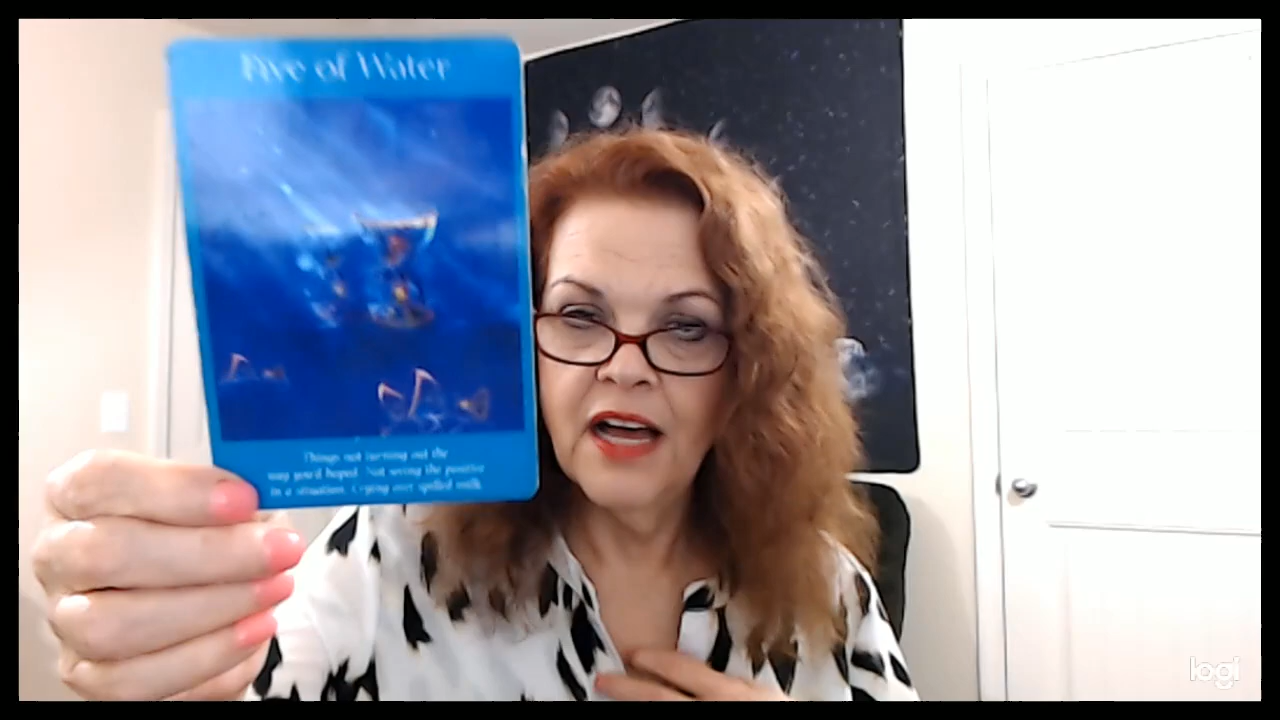 Five of Water
Things not turning out the
way you'd hoped. Not seeing the positive
in a situation. Crying over spilled milk.
logi